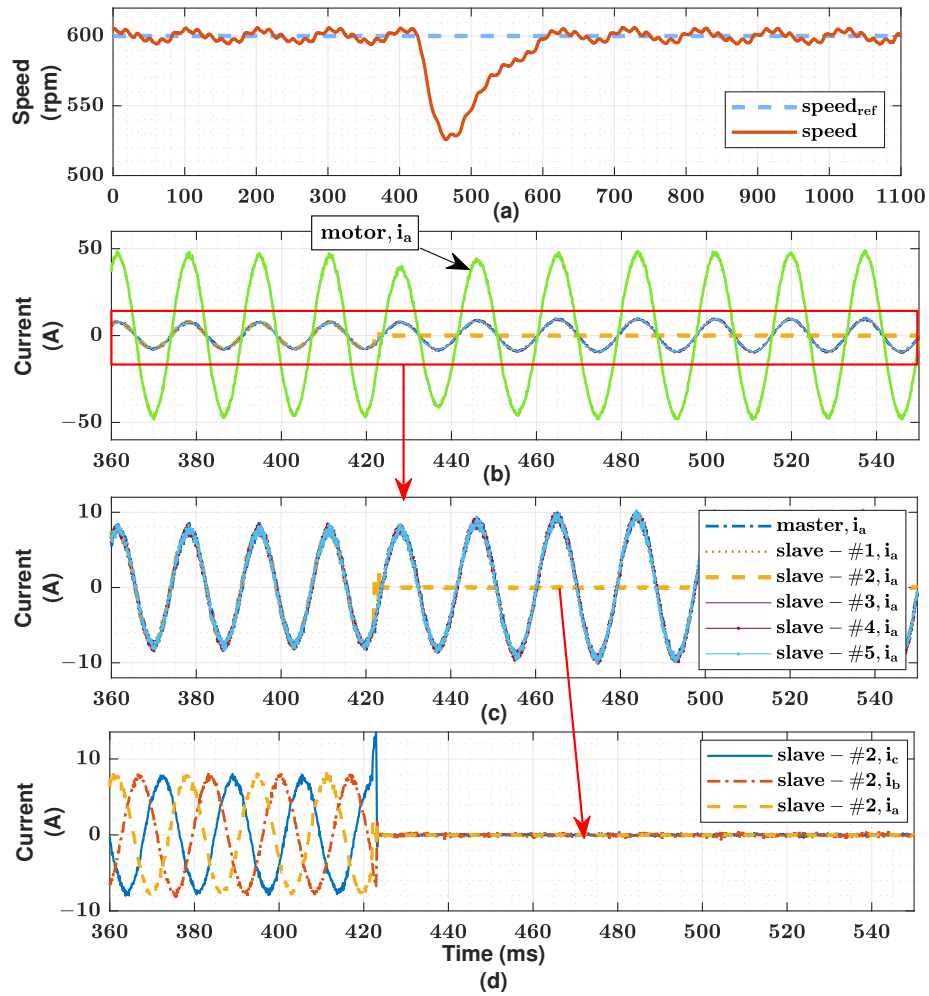 600
550
500
Speed
(rpm)
speed_ref
speed
0 100 200 300 400 500 600 700 800 900 1000 1100
(a)
motor, i_a
50
0
−50
Current
(A)
360 380 400 420 440 460 480 500 520 540
(b)
10
0
−10
Current
(A)
master, i_a
slave − #1, i_a
slave − #2, i_a
slave − #3, i_a
slave − #4, i_a
slave − #5, i_a
360 380 400 420 440 460 480 500 520 540
(c)
10
0
−10
Current
(A)
slave − #2, i_c
slave − #2, i_b
slave − #2, i_a
360 380 400 420 440 460 480 500 520 540
Time (ms)
(d)